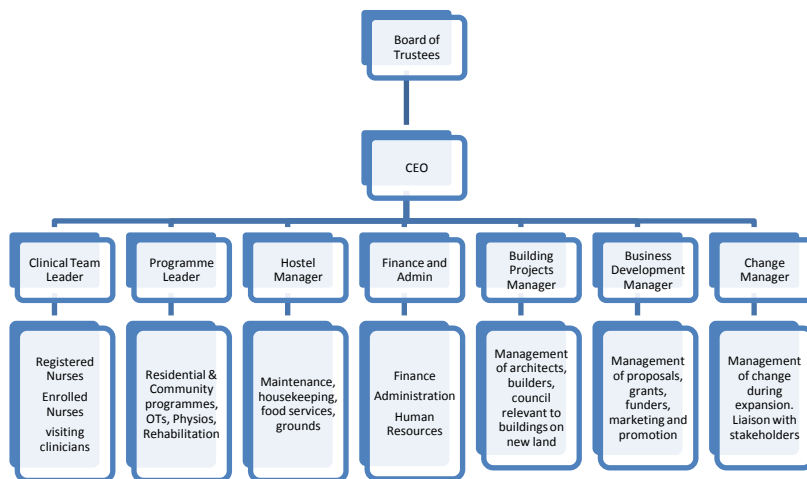 Board of
Trustees
CEO
Clinical Team
Leader
Programme
Leader
Hostel
Manager
Finance and
Admin
Building
Projects
Manager
Business
Development
Manager
Change
Manager
Registered
Nurses
Enrolled
Nurses
visiting
clinicians
Residential &
Community
programmes,
OTs, Physios,
Rehabilitation
Maintenance,
housekeeping,
food services,
grounds
Finance
Administration
Human
Resources
Management
of architects,
builders,
council
relevant to
buildings on
new land
Management
of proposals,
grants,
funders,
marketing and
promotion
Management
of change
during
expansion.
Liaison with
stakeholders